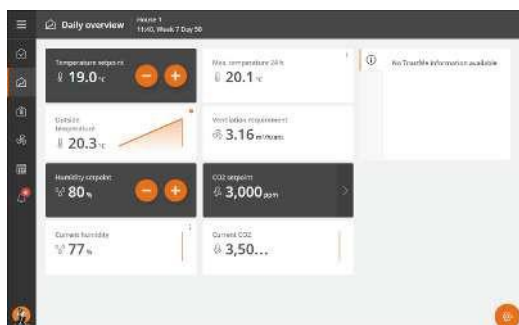 Daily overview
House 1
11:40, Week 7 Day 50
Temperature setpoint
19.0 °C
Max. temperature 24 h
20.1 °C
No TrustMe information available
Outside
temperature
20.3 °C
Ventilation requirement
3.16
Humidity setpoint
80 %
CO2 setpoint
3,000 ppm
Current humidity
77 %
Current CO2
3,50...